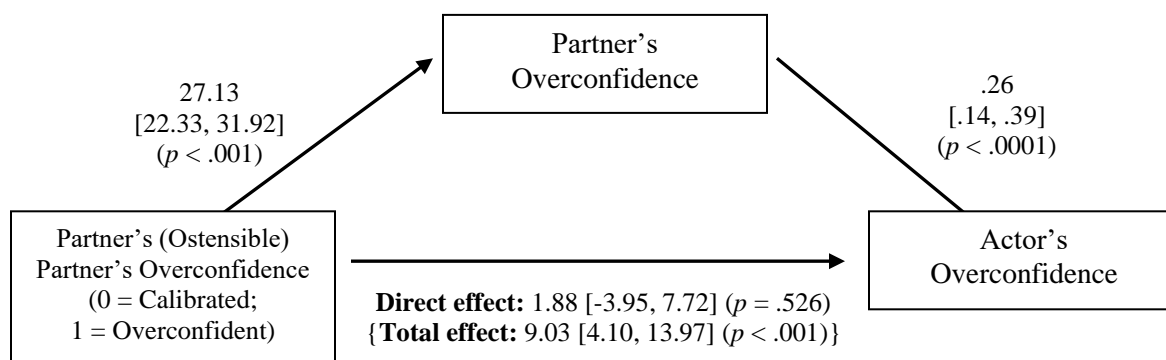 Partner’s
Overconfidence
27.13
[22.33, 31.92]
(p < .001)
.26
[.14, .39]
(p < .0001)
Partner’s (Ostensible)
Partner’s Overconfidence
(0 = Calibrated;
1 = Overconfident)
Actor’s
Overconfidence
Direct effect: 1.88 [-3.95, 7.72] (p = .526)
{Total effect: 9.03 [4.10, 13.97] (p < .001)}